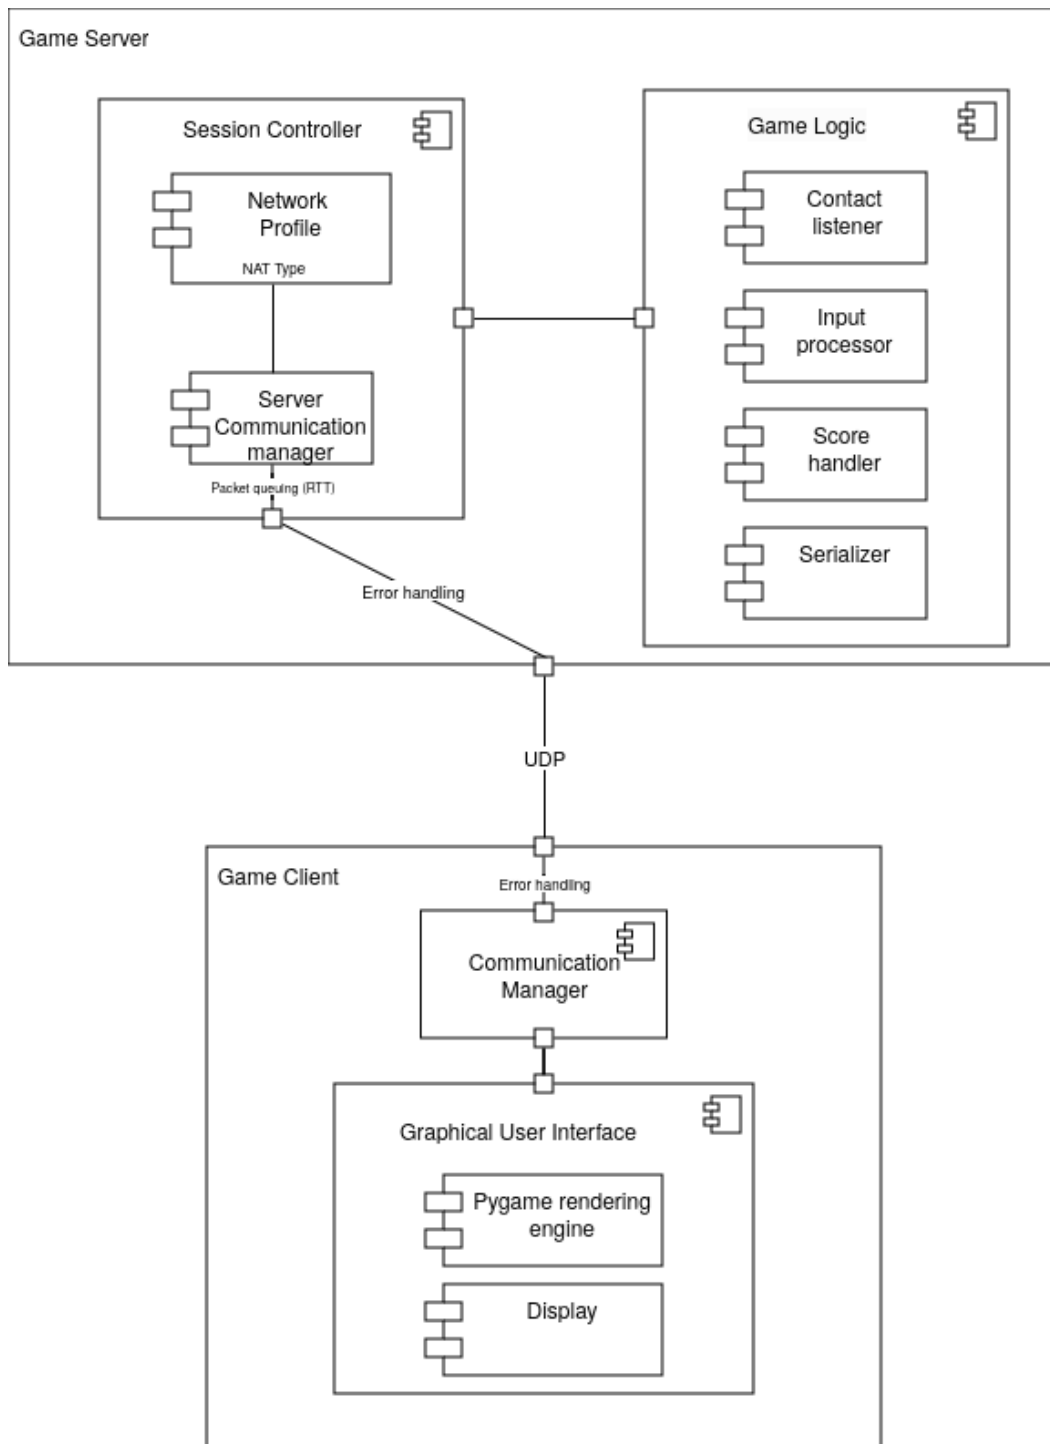 Game Server
Session Controller
Network
Profile
NAT Type
Server
Communication
manager
Packet queuing (RTT)
Game Logic
Contact
listener
Input
processor
Score
handler
Serializer
Error handling
UDP
Game Client
Error handling
Communication
Manager
Graphical User Interface
Pygame rendering
engine
Display